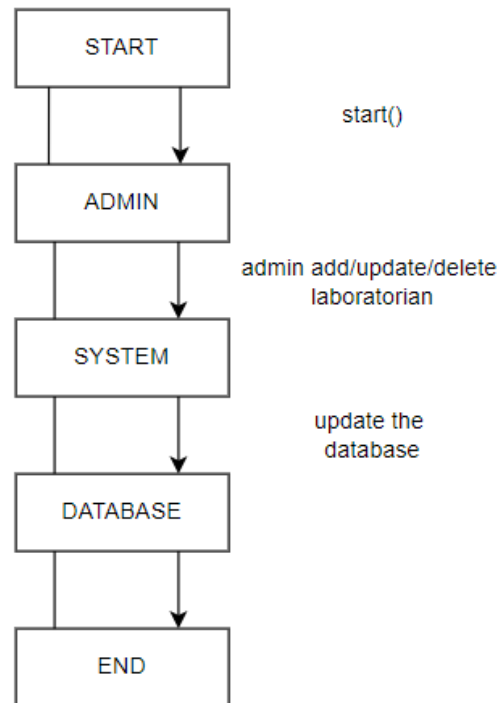 START
start()
ADMIN
admin add/update/delete
laboratorian
SYSTEM
update the
database
DATABASE
END